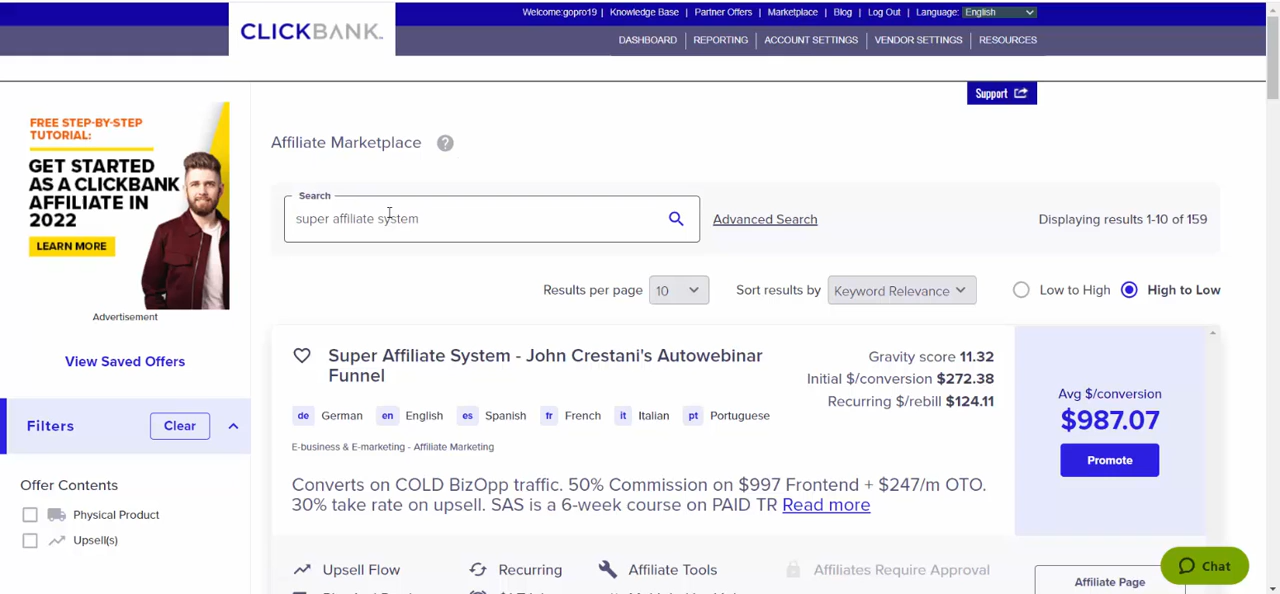 Welcome:gopro19 | Knowledge Base | Partner Offers | Marketplace | Blog | Log Out | Language: English
CLICKBANK.
DASHBOARD | REPORTING | ACCOUNT SETTINGS | VENDOR SETTINGS | RESOURCES
Support
FREE STEP-BY-STEP
TUTORIAL:
GET STARTED
AS A CLICKBANK
AFFILIATE IN
2022
LEARN MORE
Advertisement
View Saved Offers
Filters Clear
Offer Contents
Physical Product
Upsell(s)
Affiliate Marketplace ?
Search
super affiliate system
Advanced Search
Displaying results 1-10 of 159
Results per page 10 Sort results by Keyword Relevance Low to High High to Low
Super Affiliate System - John Crestani's Autowebinar
Funnel
Gravity score 11.32
Initial $/conversion $272.38
Recurring $/rebill $124.11
de German en English es Spanish fr French it Italian pt Portuguese
E-business & E-marketing - Affiliate Marketing
Converts on COLD BizOpp traffic. 50% Commission on $997 Frontend + $247/m OTO.
30% take rate on upsell. SAS is a 6-week course on PAID TR Read more
Avg $/conversion
$987.07
Promote
Upsell Flow Recurring Affiliate Tools Affiliates Require Approval
Affiliate Page
Chat